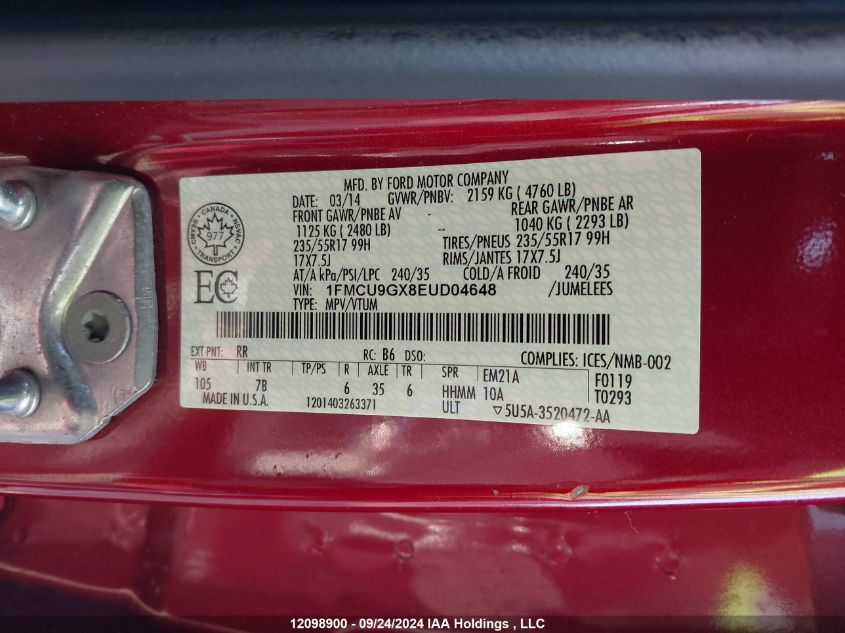 MFD. BY FORD MOTOR COMPANY
DATE: 03/14 GVWR/PNBV: 2159 KG ( 4760 LB)
FRONT GAWR/PNBE AV - REAR GAWR/PNBE AR
1125 KG ( 2480 LB) -- 1040 KG ( 2293 LB)
235/55R17 99H TIRES/PNEUS 235/55R17 99H
17X7.5J RIMS/JANTES 17X7.5J
AT/A kPa/PSI/LPC 240/35 COLD/A FROID 240/35
VIN: 1FMCU9GX8EUD04648 /JUMELEES
TYPE: MPV/VTUM
CANADA
977
TRANSPORT
EC
EXT PNT: RR RC: B6 DSO: COMPLIES: ICES/NMB-002
WB INT TR TP/PS R AXLE TR SPR EM21A F0119
105 7B 6 35 6 HHMM 10A T0293
MADE IN U.S.A. 1201403263371 ULT ▽5U5A-3520472-AA
12098900 - 09/24/2024 IAA Holdings , LLC